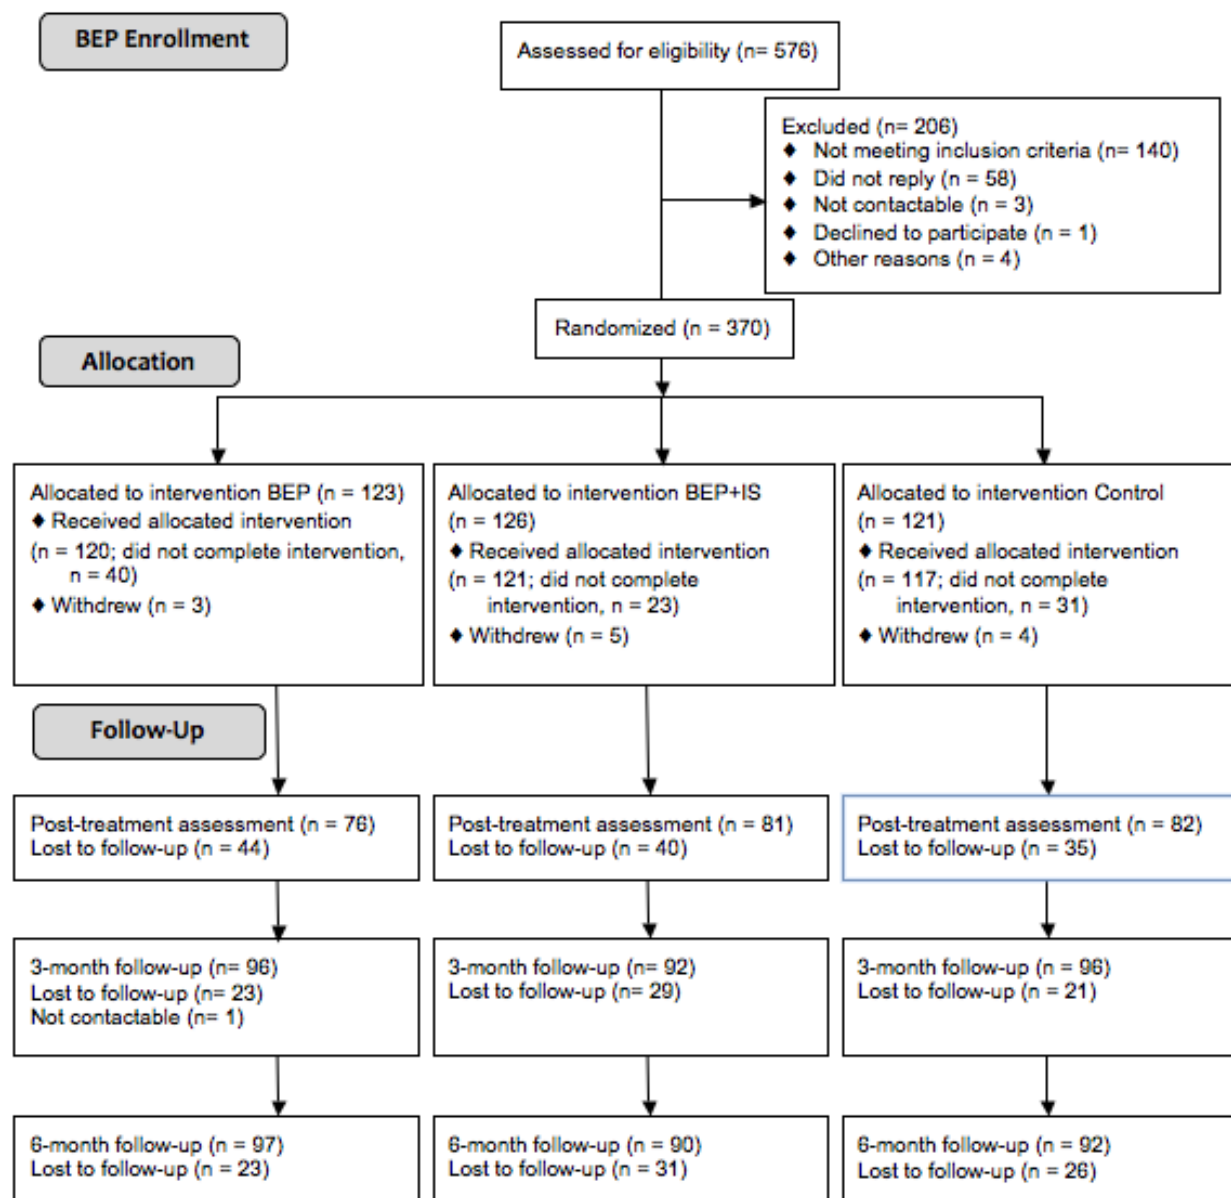 BEP Enrollment
Assessed for eligibility (n= 576)
Excluded (n= 206)
♦ Not meeting inclusion criteria (n= 140)
♦ Did not reply (n = 58)
♦ Not contactable (n = 3)
♦ Declined to participate (n = 1)
♦ Other reasons (n = 4)
Randomized (n = 370)
Allocation
Allocated to intervention BEP (n = 123)
♦ Received allocated intervention
(n = 120; did not complete intervention,
n = 40)
♦ Withdrew (n = 3)
Allocated to intervention BEP+IS
(n = 126)
♦ Received allocated intervention
(n = 121; did not complete
intervention, n = 23)
♦ Withdrew (n = 5)
Allocated to intervention Control
(n = 121)
♦ Received allocated intervention
(n = 117; did not complete
intervention, n = 31)
♦ Withdrew (n = 4)
Follow-Up
Post-treatment assessment (n = 76)
Lost to follow-up (n = 44)
Post-treatment assessment (n = 81)
Lost to follow-up (n = 40)
Post-treatment assessment (n = 82)
Lost to follow-up (n = 35)
3-month follow-up (n= 96)
Lost to follow-up (n= 23)
Not contactable (n= 1)
3-month follow-up (n= 92)
Lost to follow-up (n= 29)
3-month follow-up (n = 96)
Lost to follow-up (n = 21)
6-month follow-up (n = 97)
Lost to follow-up (n = 23)
6-month follow-up (n = 90)
Lost to follow-up (n = 31)
6-month follow-up (n = 92)
Lost to follow-up (n = 26)